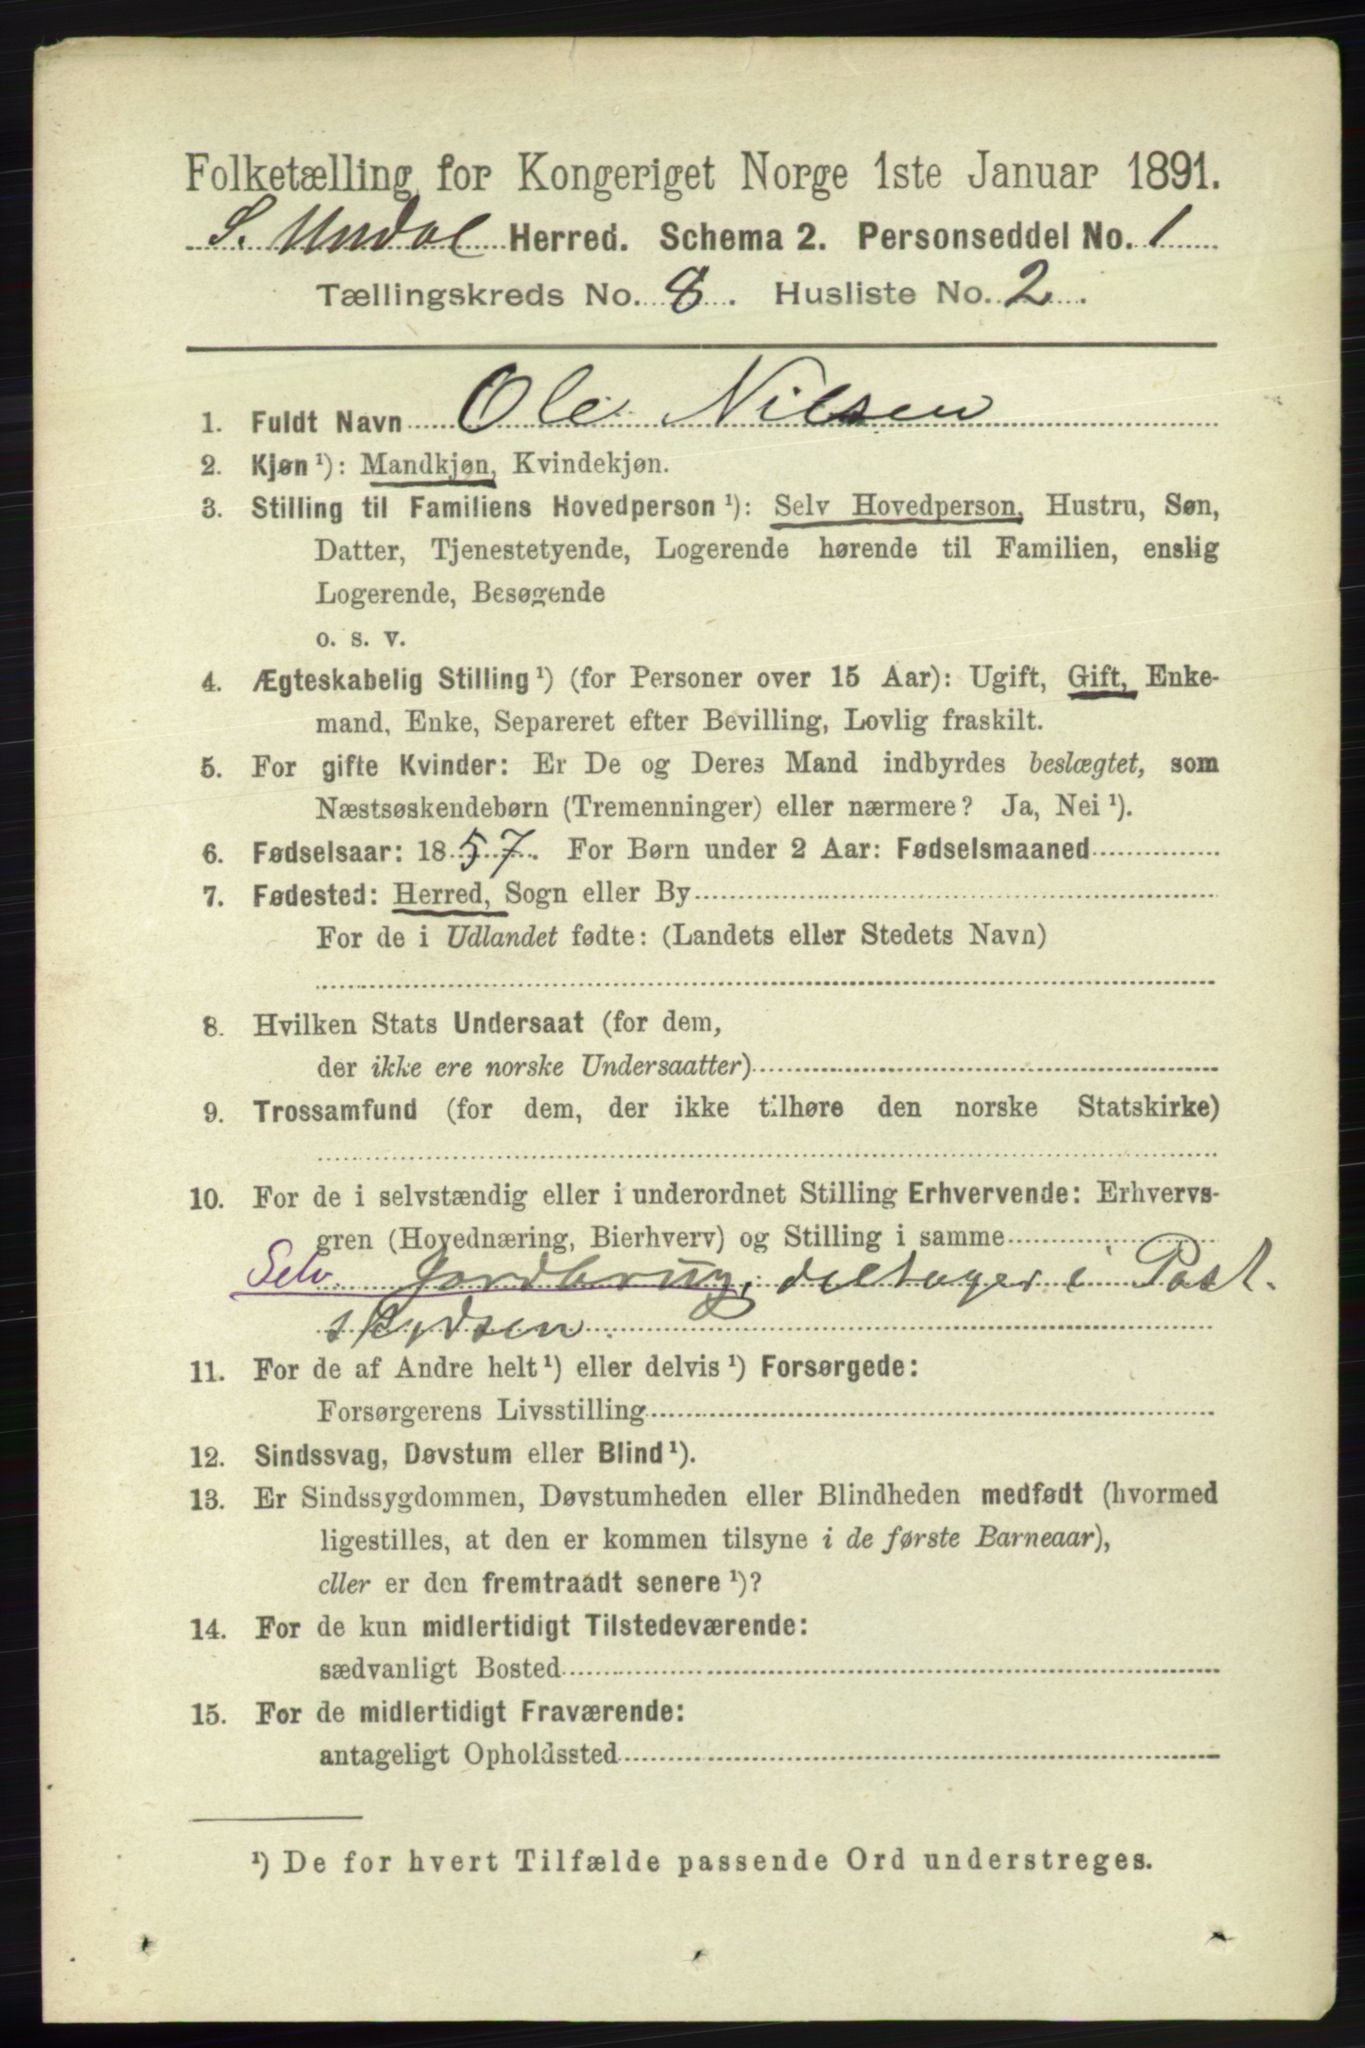 Folketælling for Kongeriget Norge 1ste Januar 1891.
S. Undal Herred. Schema 2. Personseddel No. 1
Tællingskreds No. 8. Husliste No. 2.
1. Fuldt Navn Ole Nilsen
2. Kjøn ¹): Mandkjøn, Kvindekjøn.
3. Stilling til Familiens Hovedperson ¹): Selv Hovedperson, Hustru, Søn,
Datter, Tjenestetyende, Logerende hørende til Familien, enslig
Logerende, Besøgende
o. s. v.
4. Ægteskabelig Stilling ¹) (for Personer over 15 Aar): Ugift, Gift, Enke-
mand, Enke, Separeret efter Bevilling, Lovlig fraskilt.
5. For gifte Kvinder: Er De og Deres Mand indbyrdes beslægtet, som
Næstsøskendebørn (Tremenninger) eller nærmere? Ja, Nei ¹).
6. Fødselsaar: 1857. For Børn under 2 Aar: Fødselsmaaned
7. Fødested: Herred, Sogn eller By
For de i Udlandet fødte: (Landets eller Stedets Navn)
8. Hvilken Stats Undersaat (for dem,
der ikke ere norske Undersaatter)
9. Trossamfund (for dem, der ikke tilhøre den norske Statskirke)
10. For de i selvstændig eller i underordnet Stilling Erhvervende: Erhvervs-
gren (Hovednæring, Bierhverv) og Stilling i samme
Selv. Jordbrug, deltager i Post.
skydsen.
11. For de af Andre helt ¹) eller delvis ¹) Forsørgede:
Forsørgerens Livsstilling
12. Sindssvag, Døvstum eller Blind ¹).
13. Er Sindssygdommen, Døvstumheden eller Blindheden medfødt (hvormed
ligestilles, at den er kommen tilsyne i de første Barneaar),
eller er den fremtraadt senere ¹)?
14. For de kun midlertidigt Tilstedeværende:
sædvanligt Bosted
15. For de midlertidigt Fraværende:
antageligt Opholdssted
¹) De for hvert Tilfælde passende Ord understreges.